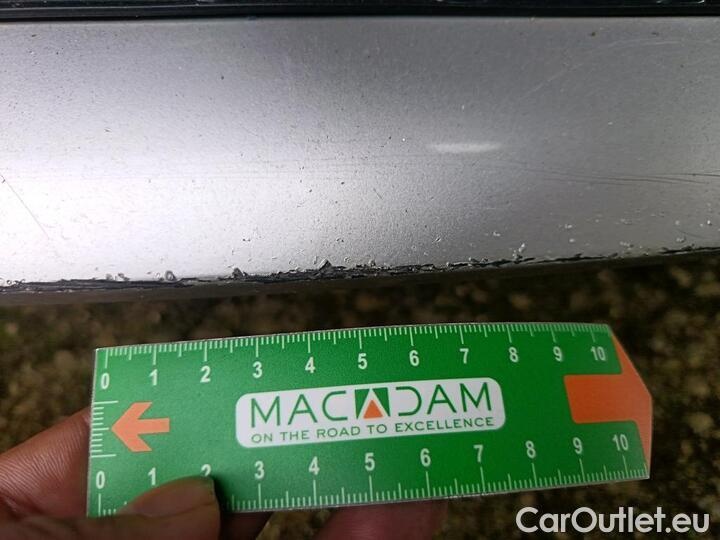 0 1 2 3 4 5 6 7 8 9 10
MACADAM
ON THE ROAD TO EXCELLENCE
0 1 2 3 4 5 6 7 8 9 10
CarOutlet.eu